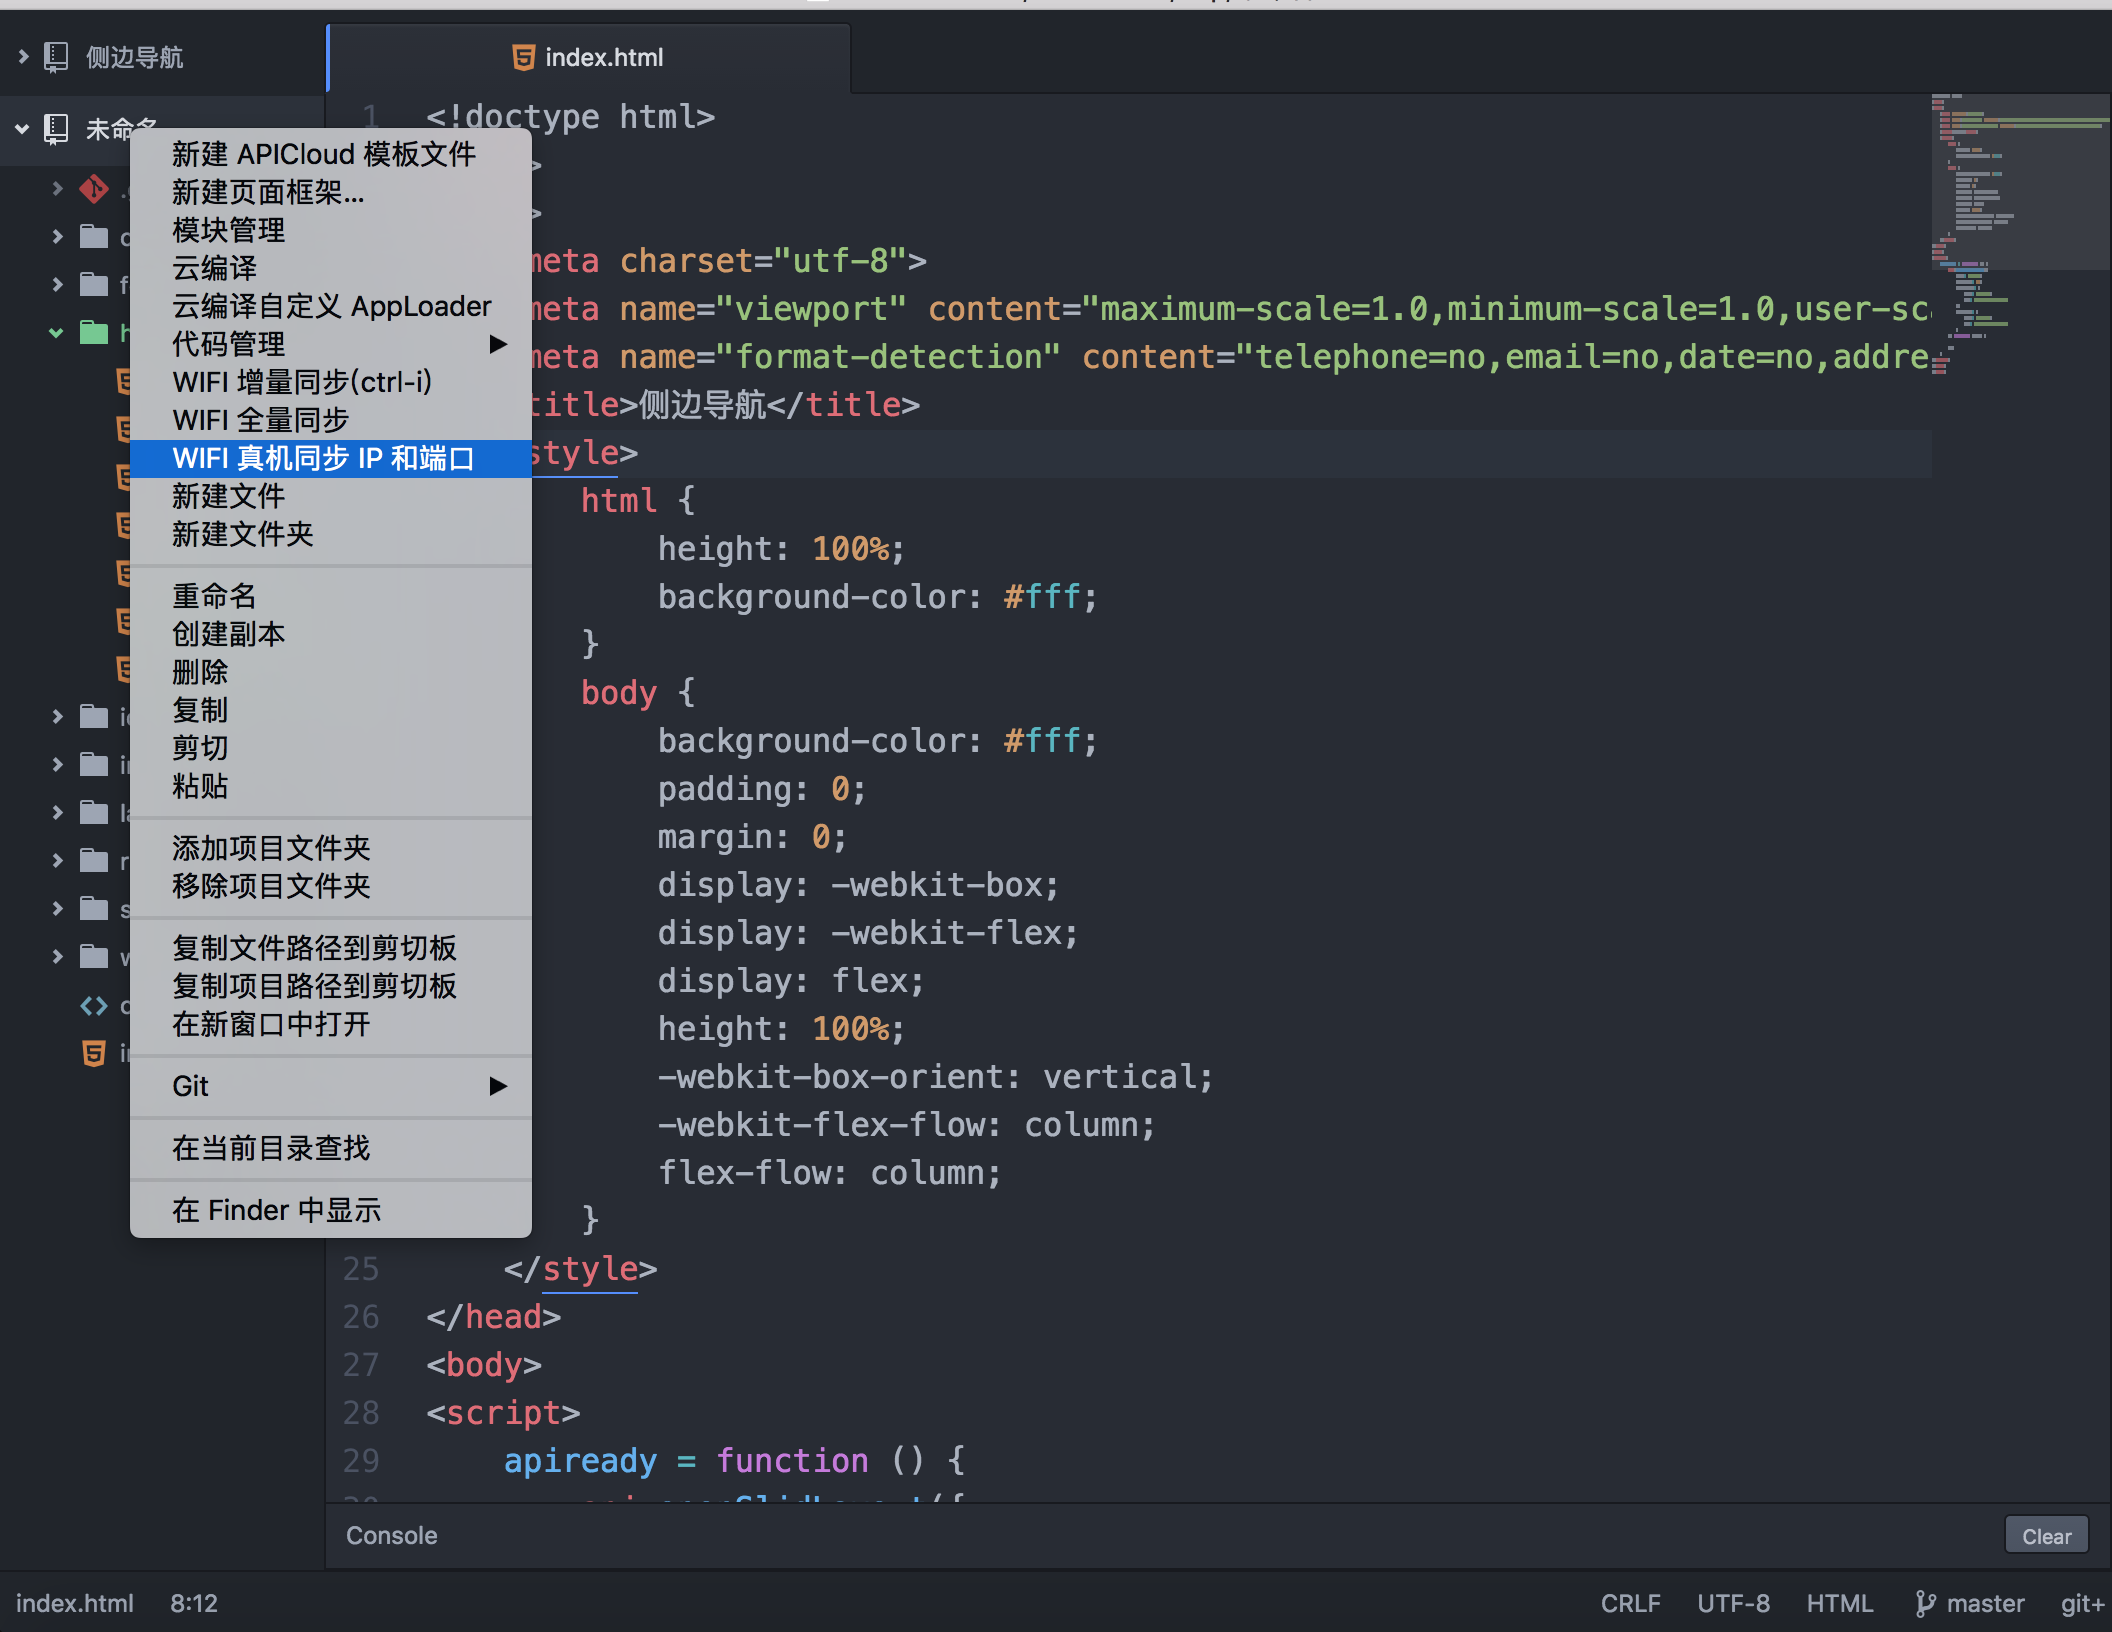 侧边导航
index.html
未命名
新建 APICloud 模板文件
新建页面框架...
模块管理
云编译
云编译自定义 AppLoader
代码管理
WIFI 增量同步(ctrl-i)
WIFI 全量同步
WIFI 真机同步 IP 和端口
新建文件
新建文件夹
重命名
创建副本
删除
复制
剪切
粘贴
添加项目文件夹
移除项目文件夹
复制文件路径到剪切板
复制项目路径到剪切板
在新窗口中打开
Git
在当前目录查找
在 Finder 中显示
1 <!doctype html>
>
>
meta charset="utf-8">
meta name="viewport" content="maximum-scale=1.0,minimum-scale=1.0,user-sc
meta name="format-detection" content="telephone=no,email=no,date=no,addre
title>侧边导航</title>
style>
html {
height: 100%;
background-color: #fff;
}
body {
background-color: #fff;
padding: 0;
margin: 0;
display: -webkit-box;
display: -webkit-flex;
display: flex;
height: 100%;
-webkit-box-orient: vertical;
-webkit-flex-flow: column;
flex-flow: column;
}
25 </style>
26 </head>
27 <body>
28 <script>
29 apiready = function () {
Console
Clear
index.html 8:12
CRLF UTF-8 HTML master git+